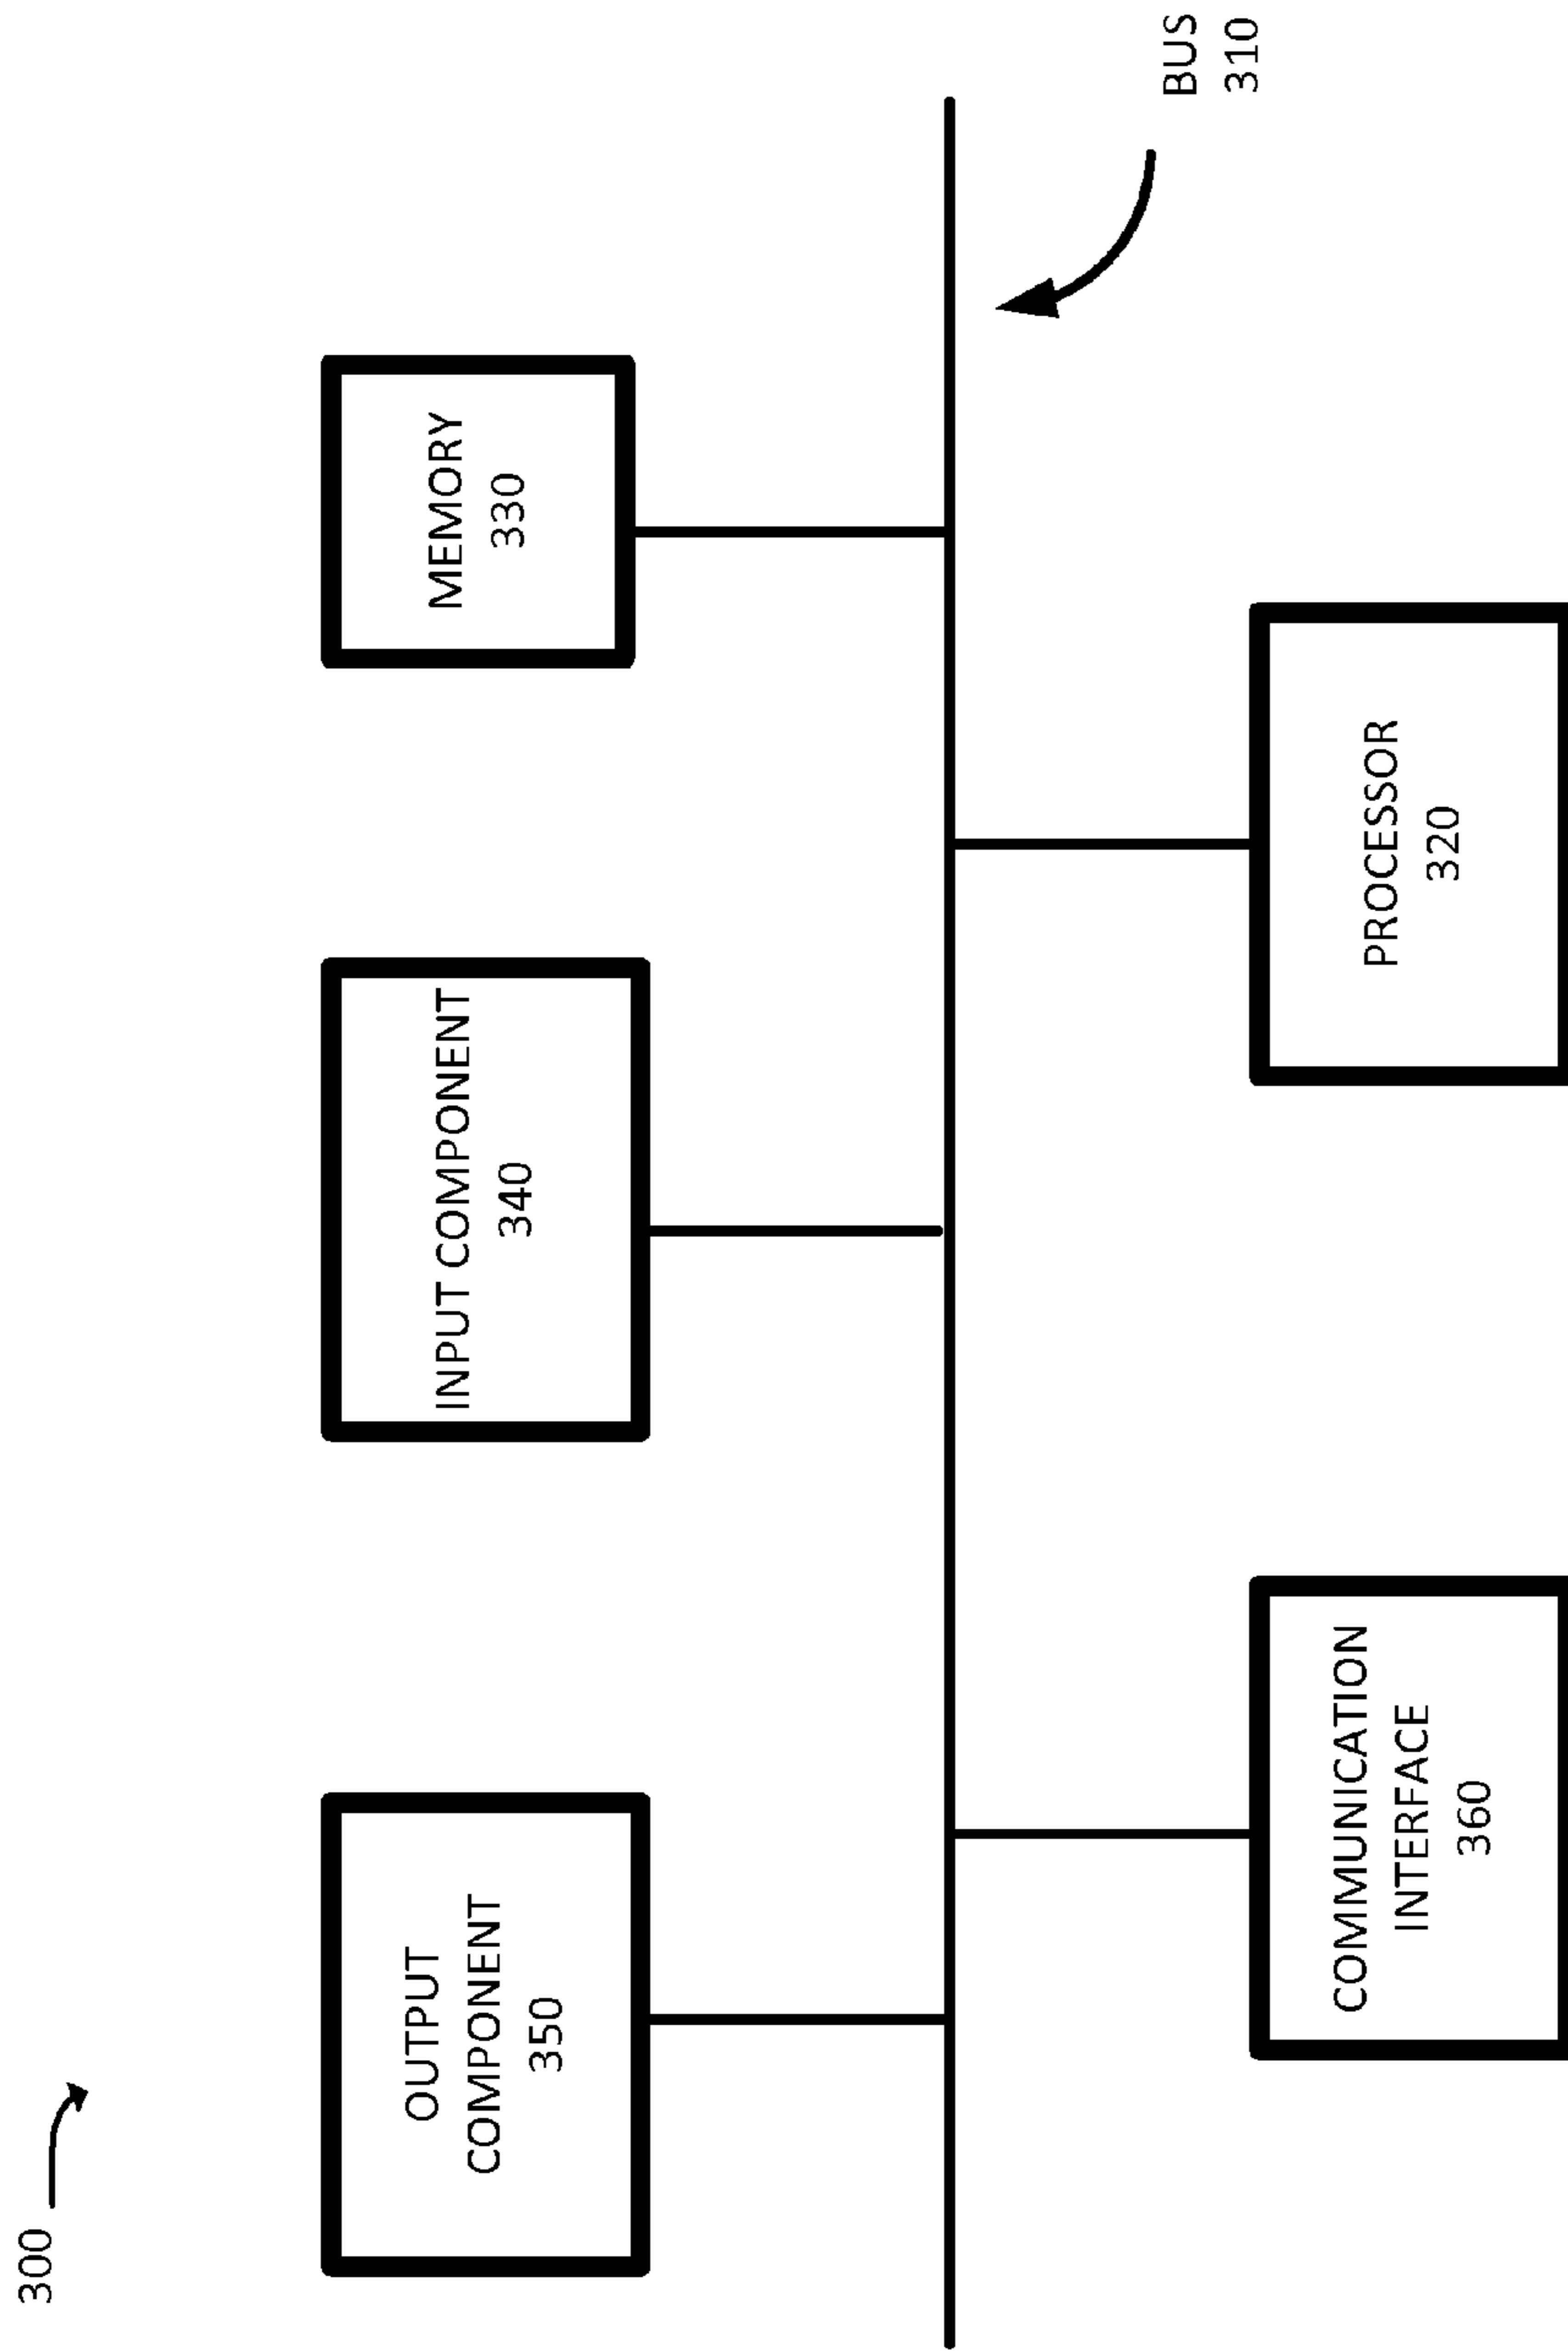 300
OUTPUT
COMPONENT
350
INPUT COMPONENT
340
MEMORY
330
BUS
310
COMMUNICATION
INTERFACE
360
PROCESSOR
320